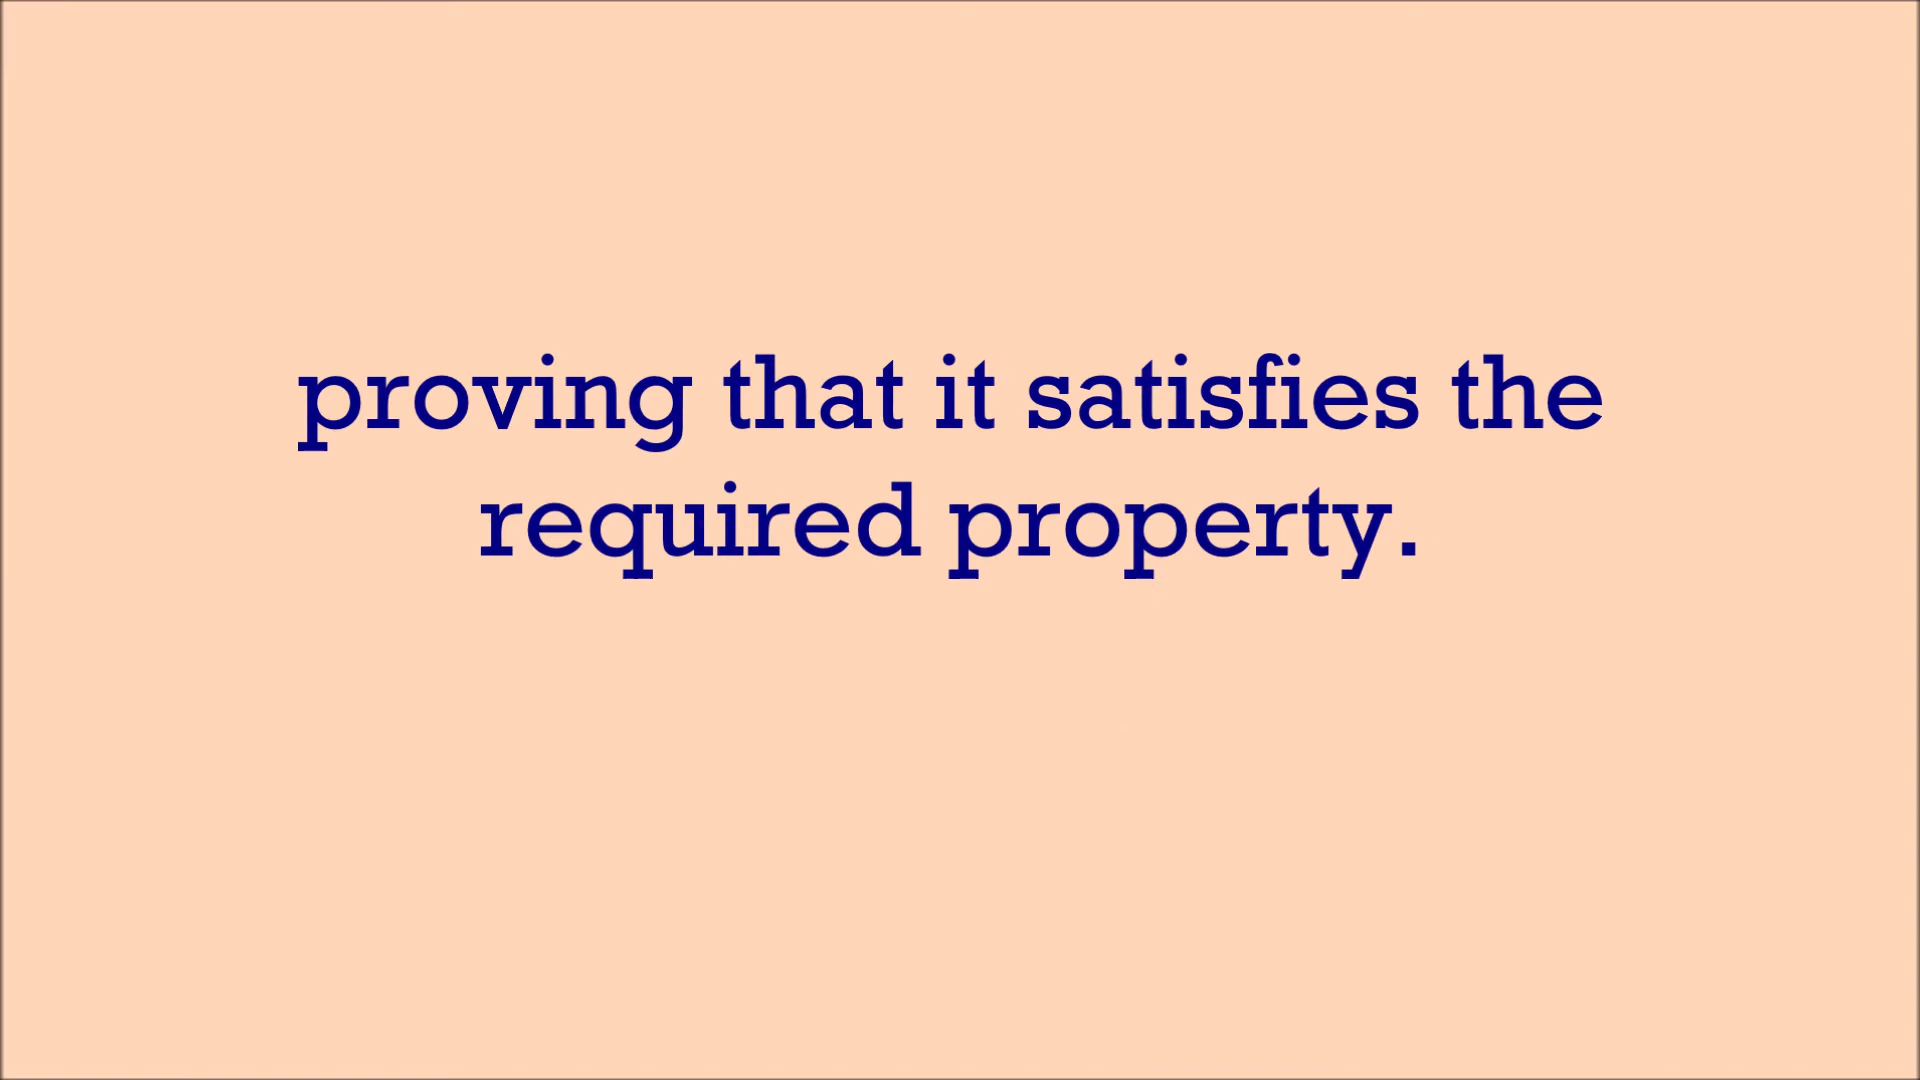 proving that it satisfies the
required property.